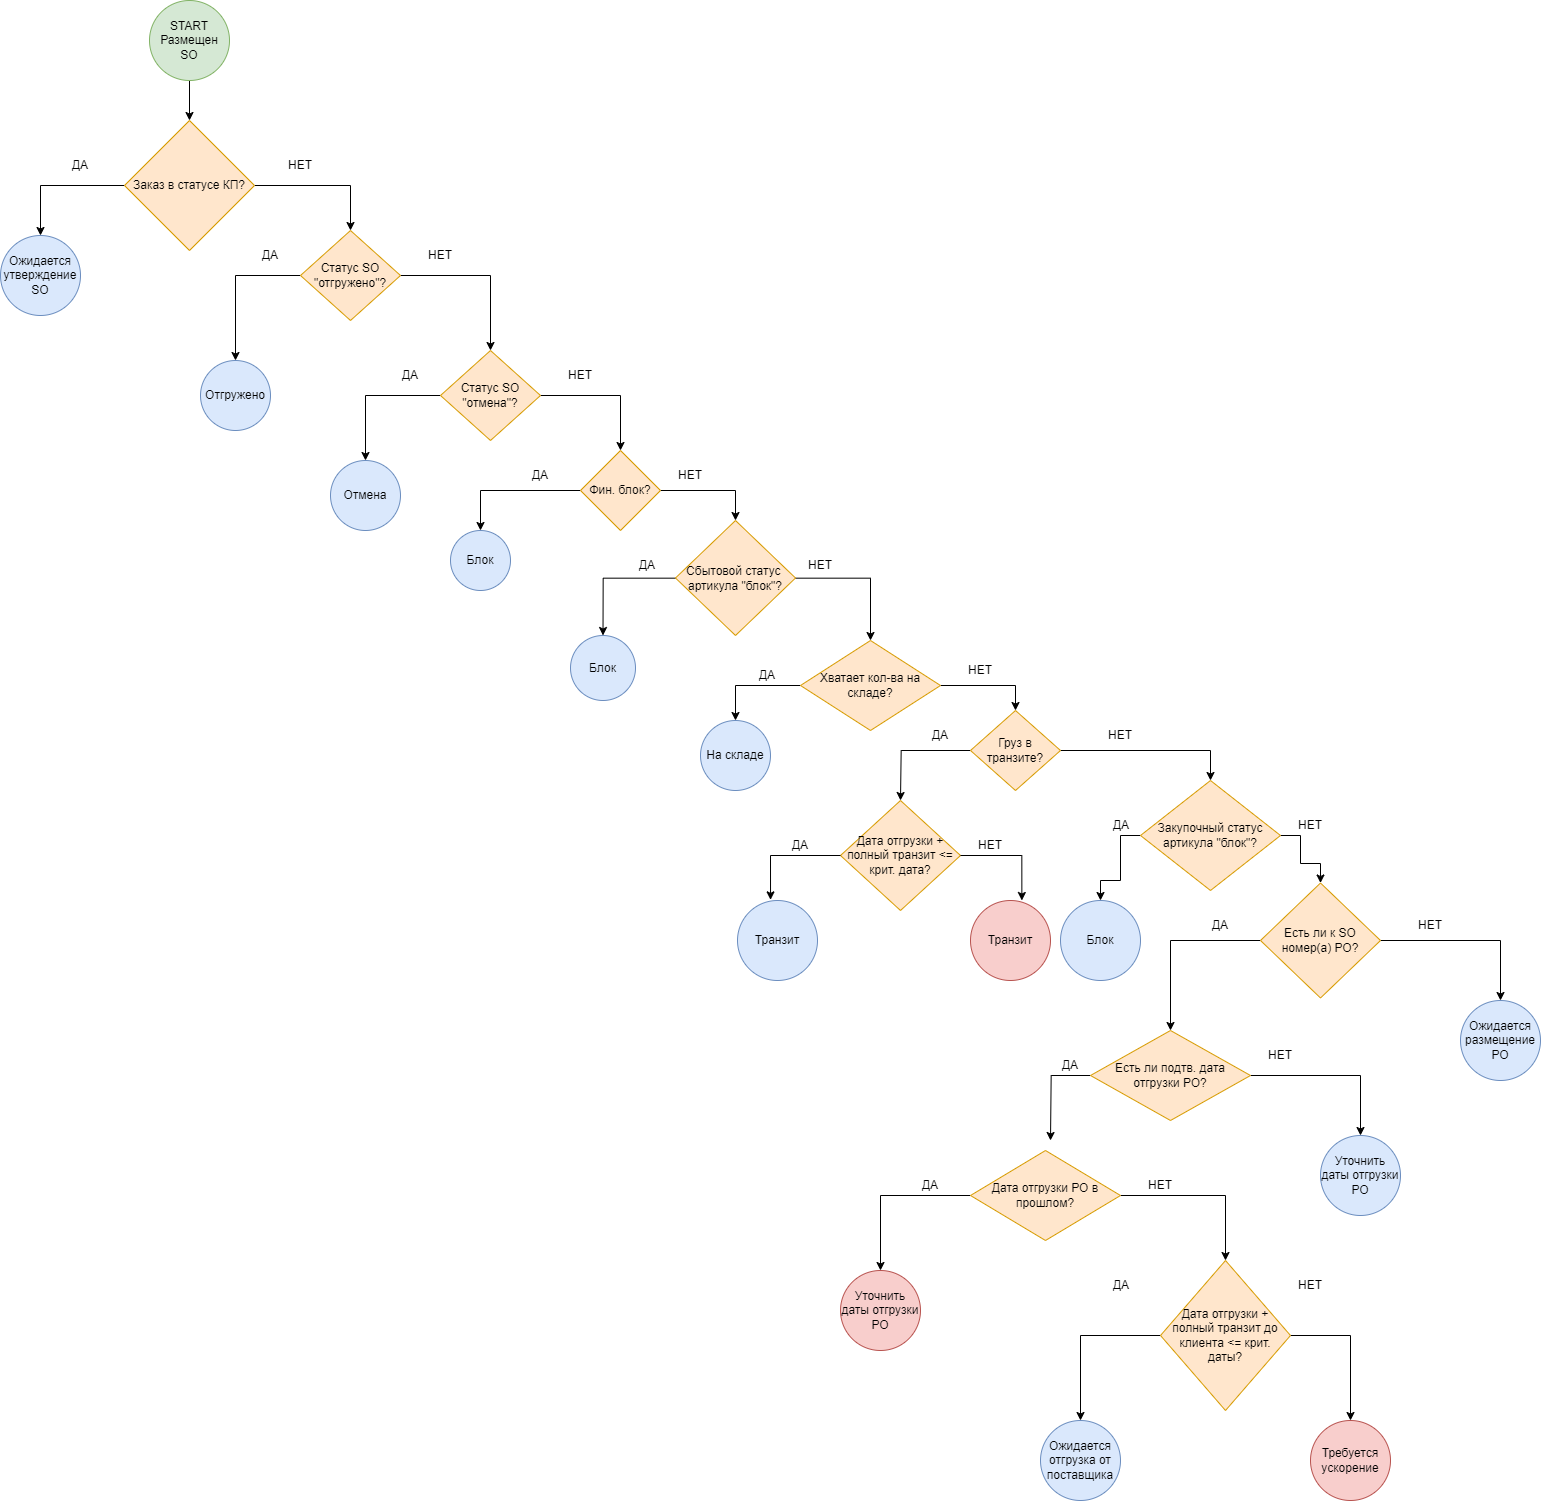 START
Размещен
SO
Заказ в статусе КП?
ДА
НЕТ
Ожидается
утверждение
SO
Статус SO
"отгружено"?
ДА
НЕТ
Отгружено
Статус SO
"отмена"?
ДА
НЕТ
Отмена
Фин. блок?
ДА
НЕТ
Блок
Сбытовой статус
артикула "блок"?
ДА
НЕТ
Блок
Хватает кол-ва на
складе?
ДА
НЕТ
На складе
Груз в
транзите?
ДА
НЕТ
Дата отгрузки +
полный транзит <=
крит. дата?
ДА
НЕТ
Транзит
Транзит
Закупочный статус
артикула "блок"?
ДА
НЕТ
Блок
Есть ли к SO
номер(а) PO?
ДА
НЕТ
Ожидается
размещение
PO
Есть ли подтв. дата
отгрузки PO?
ДА
НЕТ
Уточнить
даты отгрузки
PO
Дата отгрузки PO в
прошлом?
ДА
НЕТ
Уточнить
даты отгрузки
PO
Дата отгрузки +
полный транзит до
клиента <= крит.
даты?
ДА
НЕТ
Ожидается
отгрузка от
поставщика
Требуется
ускорение